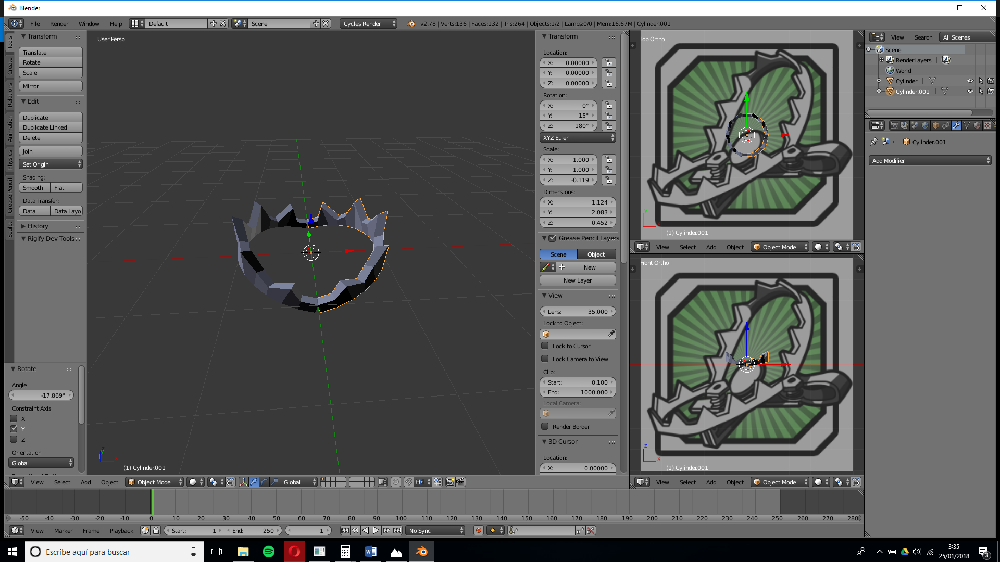 Blender
File Render Window Help Default Scene Cycles Render v2.78 | Verts:136 | Faces:132 | Tris:264 | Objects:1/2 | Lamps:0/0 | Mem:16.67M | Cylinder.001
Tools
Create
Relations
Animation
Physics
Grease Pencil
Sculpt
Transform
Translate
Rotate
Scale
Mirror
Edit
Duplicate
Duplicate Linked
Delete
Join
Set Origin
Shading:
Smooth Flat
Data Transfer:
Data Data Layo
History
Rigify Dev Tools
Rotate
Angle
-17.869°
Constraint Axis
X
Y
Z
Orientation
Global
User Persp
z
y
x
(1) Cylinder.001
View Select Add Object Object Mode Global
Transform
Location:
X: 0.00000
Y: 0.00000
Z: 0.00000
Rotation:
X: 0°
Y: 15°
Z: 180°
XYZ Euler
Scale:
X: 1.000
Y: 1.000
Z: -0.119
Dimensions:
X: 1.124
Y: 2.083
Z: 0.452
Grease Pencil Layers
Scene Object
New
New Layer
View
Lens: 35.000
Lock to Object:
Lock to Cursor
Lock Camera to View
Clip:
Start: 0.100
End: 1000.000
Local Camera:
Render Border
3D Cursor
Location:
X: 0.00000
Top Ortho
y
x
(1) Cylinder.001
View Select Add Object Object Mode
Front Ortho
z
x
(1) Cylinder.001
View Select Add Object Object Mode
View Search All Scenes
Scene
RenderLayers |
World
Cylinder |
Cylinder.001 |
Cylinder.001
Add Modifier
-50 -40 -30 -20 -10 0 10 20 30 40 50 60 70 80 90 100 110 120 130 140 150 160 170 180 190 200 210 220 230 240 250 260 270 280
View Marker Frame Playback Start: 1 End: 250 1 No Sync
Escribe aquí para buscar
3:35
25/01/2018
3